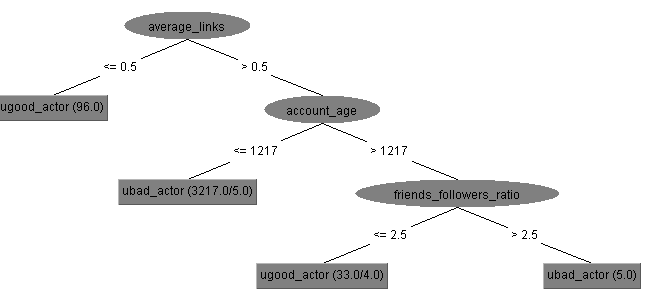 average_links
<= 0.5
> 0.5
ugood_actor (96.0)
account_age
<= 1217
> 1217
ubad_actor (3217.0/5.0)
friends_followers_ratio
<= 2.5
> 2.5
ugood_actor (33.0/4.0)
ubad_actor (5.0)